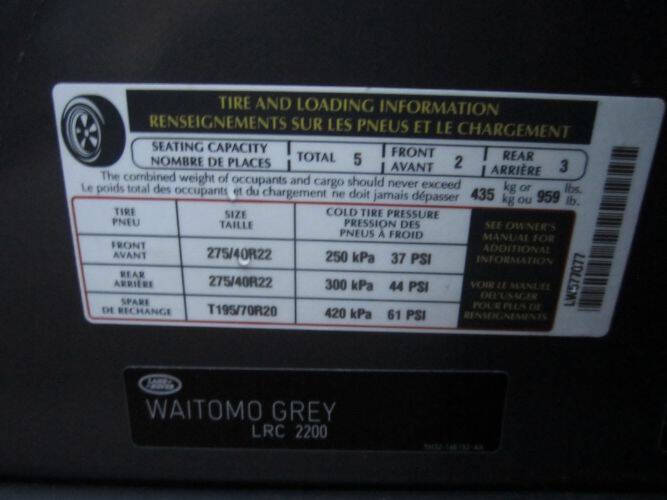 TIRE AND LOADING INFORMATION
RENSEIGNEMENTS SUR LES PNEUS ET LE CHARGEMENT
SEATING CAPACITY
NOMBRE DE PLACES
TOTAL 5
FRONT
AVANT 2
REAR
ARRIÈRE 3
The combined weight of occupants and cargo should never exceed
Le poids total des occupants et du chargement ne doit jamais dépasser
435 kg or 959 lbs.
kg ou lb.
TIRE
PNEU
SIZE
TAILLE
COLD TIRE PRESSURE
PRESSION DES
PNEUS À FROID
SEE OWNER'S
MANUAL FOR
ADDITIONAL
INFORMATION
VOIR LE MANUEL
DE L'USAGER
POUR PLUS DE
RENSEIGNEMENTS
FRONT
AVANT
275/40R22 250 kPa 37 PSI
REAR
ARRIÈRE
275/40R22 300 kPa 44 PSI
SPARE
DE RECHANGE
T195/70R20 420 kPa 61 PSI
LW577077
LAND ROVER
WAITOMO GREY
LRC 2200